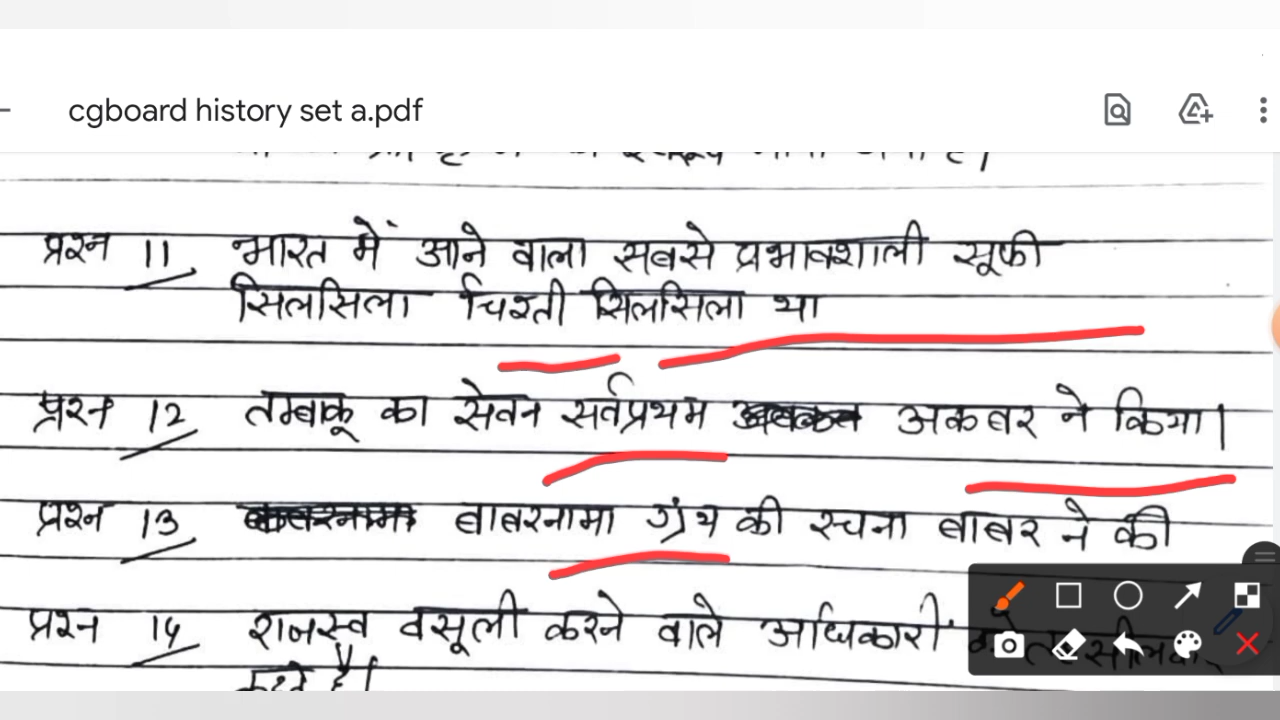 cgboard history set a.pdf
प्रश्न 11 भारत में आने वाला सबसे प्रभावशाली सूफी
सिलसिला चिश्ती सिलसिला था
प्रश्न 12 तम्बाकू का सेवन सर्वप्रथम अकबर ने किया।
प्रश्न 13 बाबरनामा ग्रंथ की रचना बाबर ने की
प्रश्न 14 राजस्व वसूली करने वाले अधिकारी
कहते है।